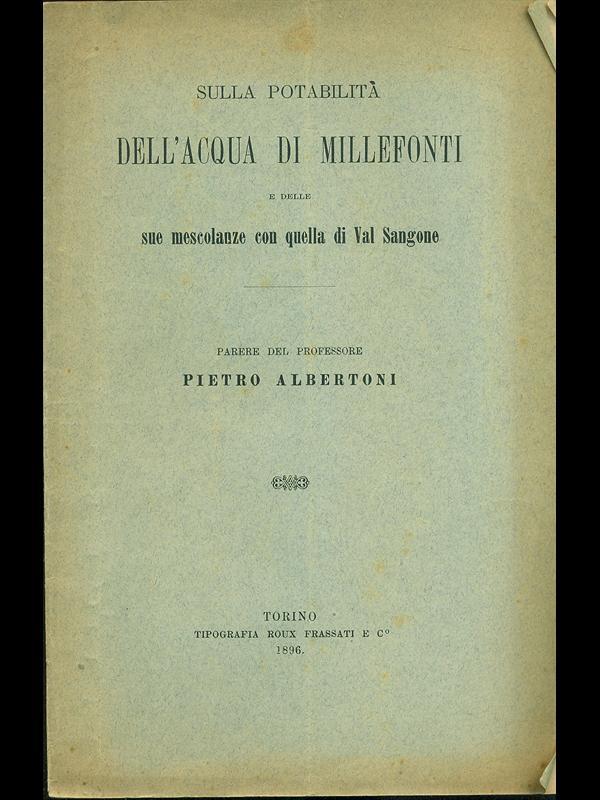 SULLA POTABILITÀ
DELL'ACQUA DI MILLEFONTI
E DELLE
sue mescolanze con quella di Val Sangone
PARERE DEL PROFESSORE
PIETRO ALBERTONI
TORINO
TIPOGRAFIA ROUX FRASSATI E Cº
1896.